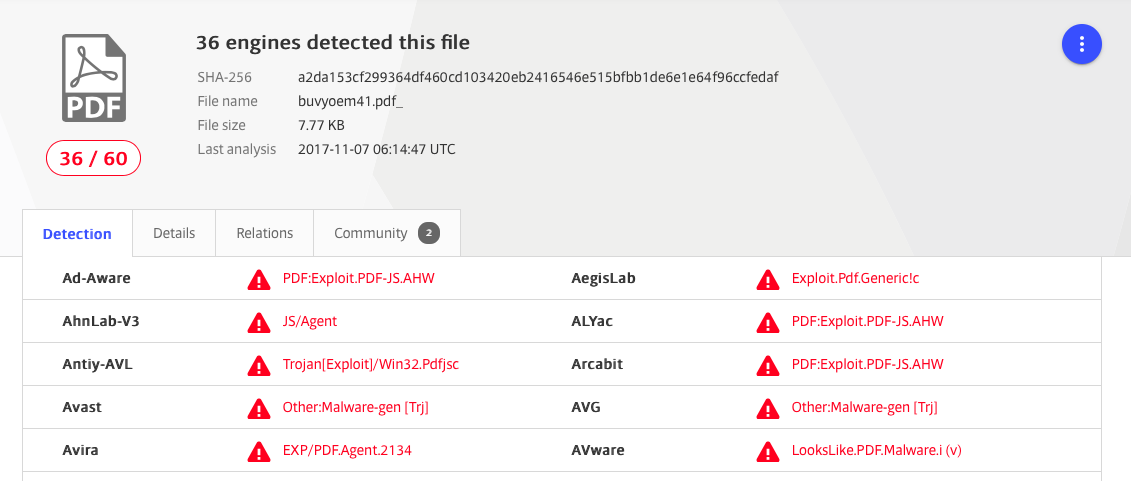 36 engines detected this file
SHA-256 a2da153cf299364df460cd103420eb2416546e515bfbb1de6e1e64f96ccfedaf
File name buvyoem41.pdf_
File size 7.77 KB
Last analysis 2017-11-07 06:14:47 UTC
PDF
36 / 60
Detection Details Relations Community 2
Ad-Aware PDF:Exploit.PDF-JS.AHW AegisLab Exploit.Pdf.Generic!c
AhnLab-V3 JS/Agent ALYac PDF:Exploit.PDF-JS.AHW
Antiy-AVL Trojan[Exploit]/Win32.Pdfjsc Arcabit PDF:Exploit.PDF-JS.AHW
Avast Other:Malware-gen [Trj] AVG Other:Malware-gen [Trj]
Avira EXP/PDF.Agent.2134 AVware LooksLike.PDF.Malware.i (v)